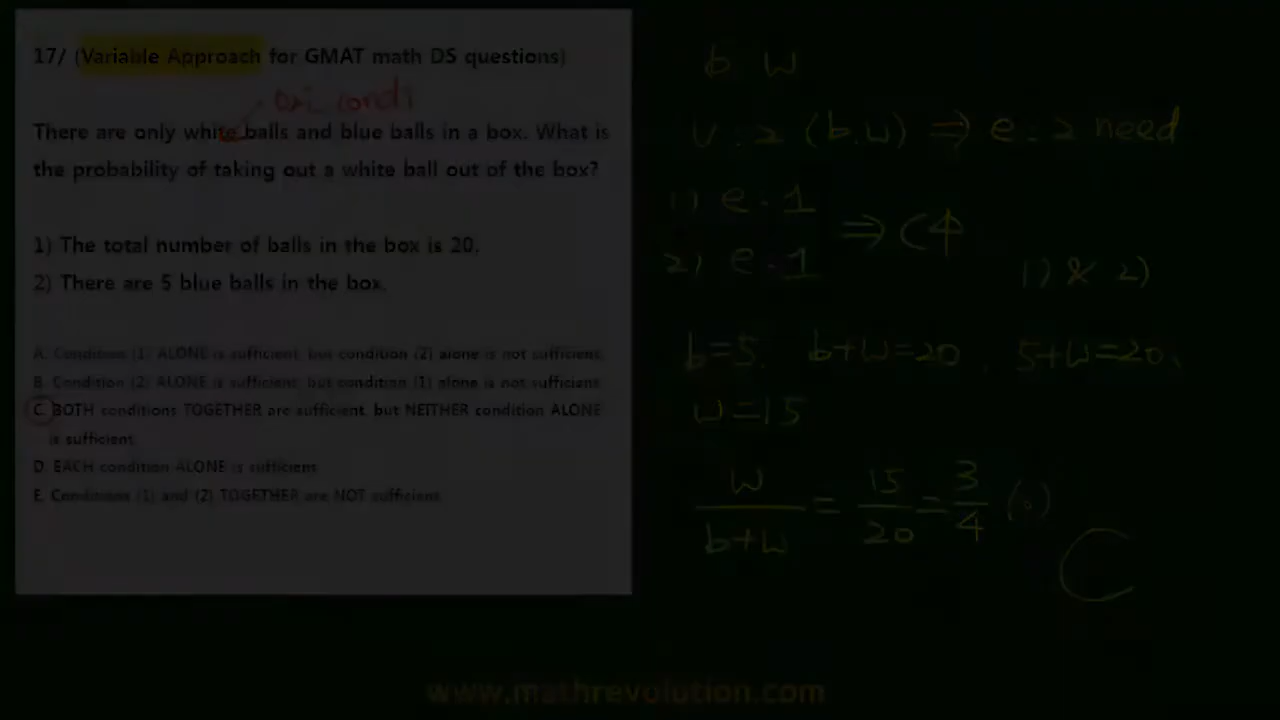 17/ (Variable Approach for GMAT math DS questions)
There are only white balls and blue balls in a box. What is
the probability of taking out a white ball out of the box?
1) The total number of balls in the box is 20.
2) There are 5 blue balls in the box.
A. Condition (1) ALONE is sufficient, but condition (2) alone is not sufficient.
B. Condition (2) ALONE is sufficient, but condition (1) alone is not sufficient.
C. BOTH conditions TOGETHER are sufficient, but NEITHER condition ALONE
is sufficient.
D. EACH condition ALONE is sufficient.
E. Conditions (1) and (2) TOGETHER are NOT sufficient.
b w
v : 2 (b.w) ⇒ e : 2 need
1) e . 1
2) e . 1
1) & 2)
b=5. b+w=20, 5+w=20,
w=15
w/(b+w) = 15/20 = 3/4
C
www.mathrevolution.com